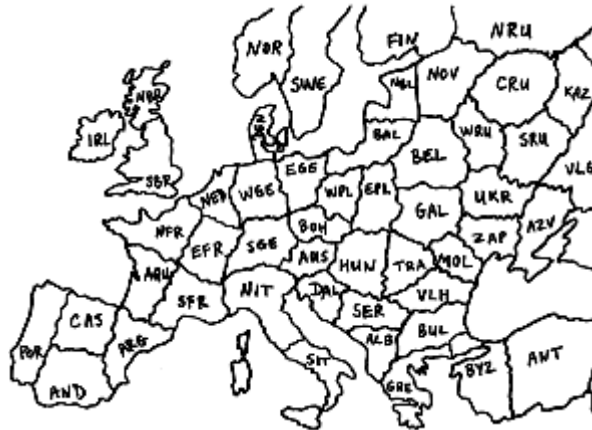 NOR
SWE
FIN
NRU
NOV
CRU
KAZ
NBR
IRL
SBR
BAL
BEL
WRU
SRU
VLG
EGE
WGE
NED
WPL
EPL
GAL
UKR
ZAP
AZV
NFR
EFR
SGE
BOH
AUS
HUN
TRA
MOL
AQU
SFR
NIT
DAL
SER
VLH
BUL
ALB
POR
CAS
ARG
AND
SIT
GRE
BYZ
ANT